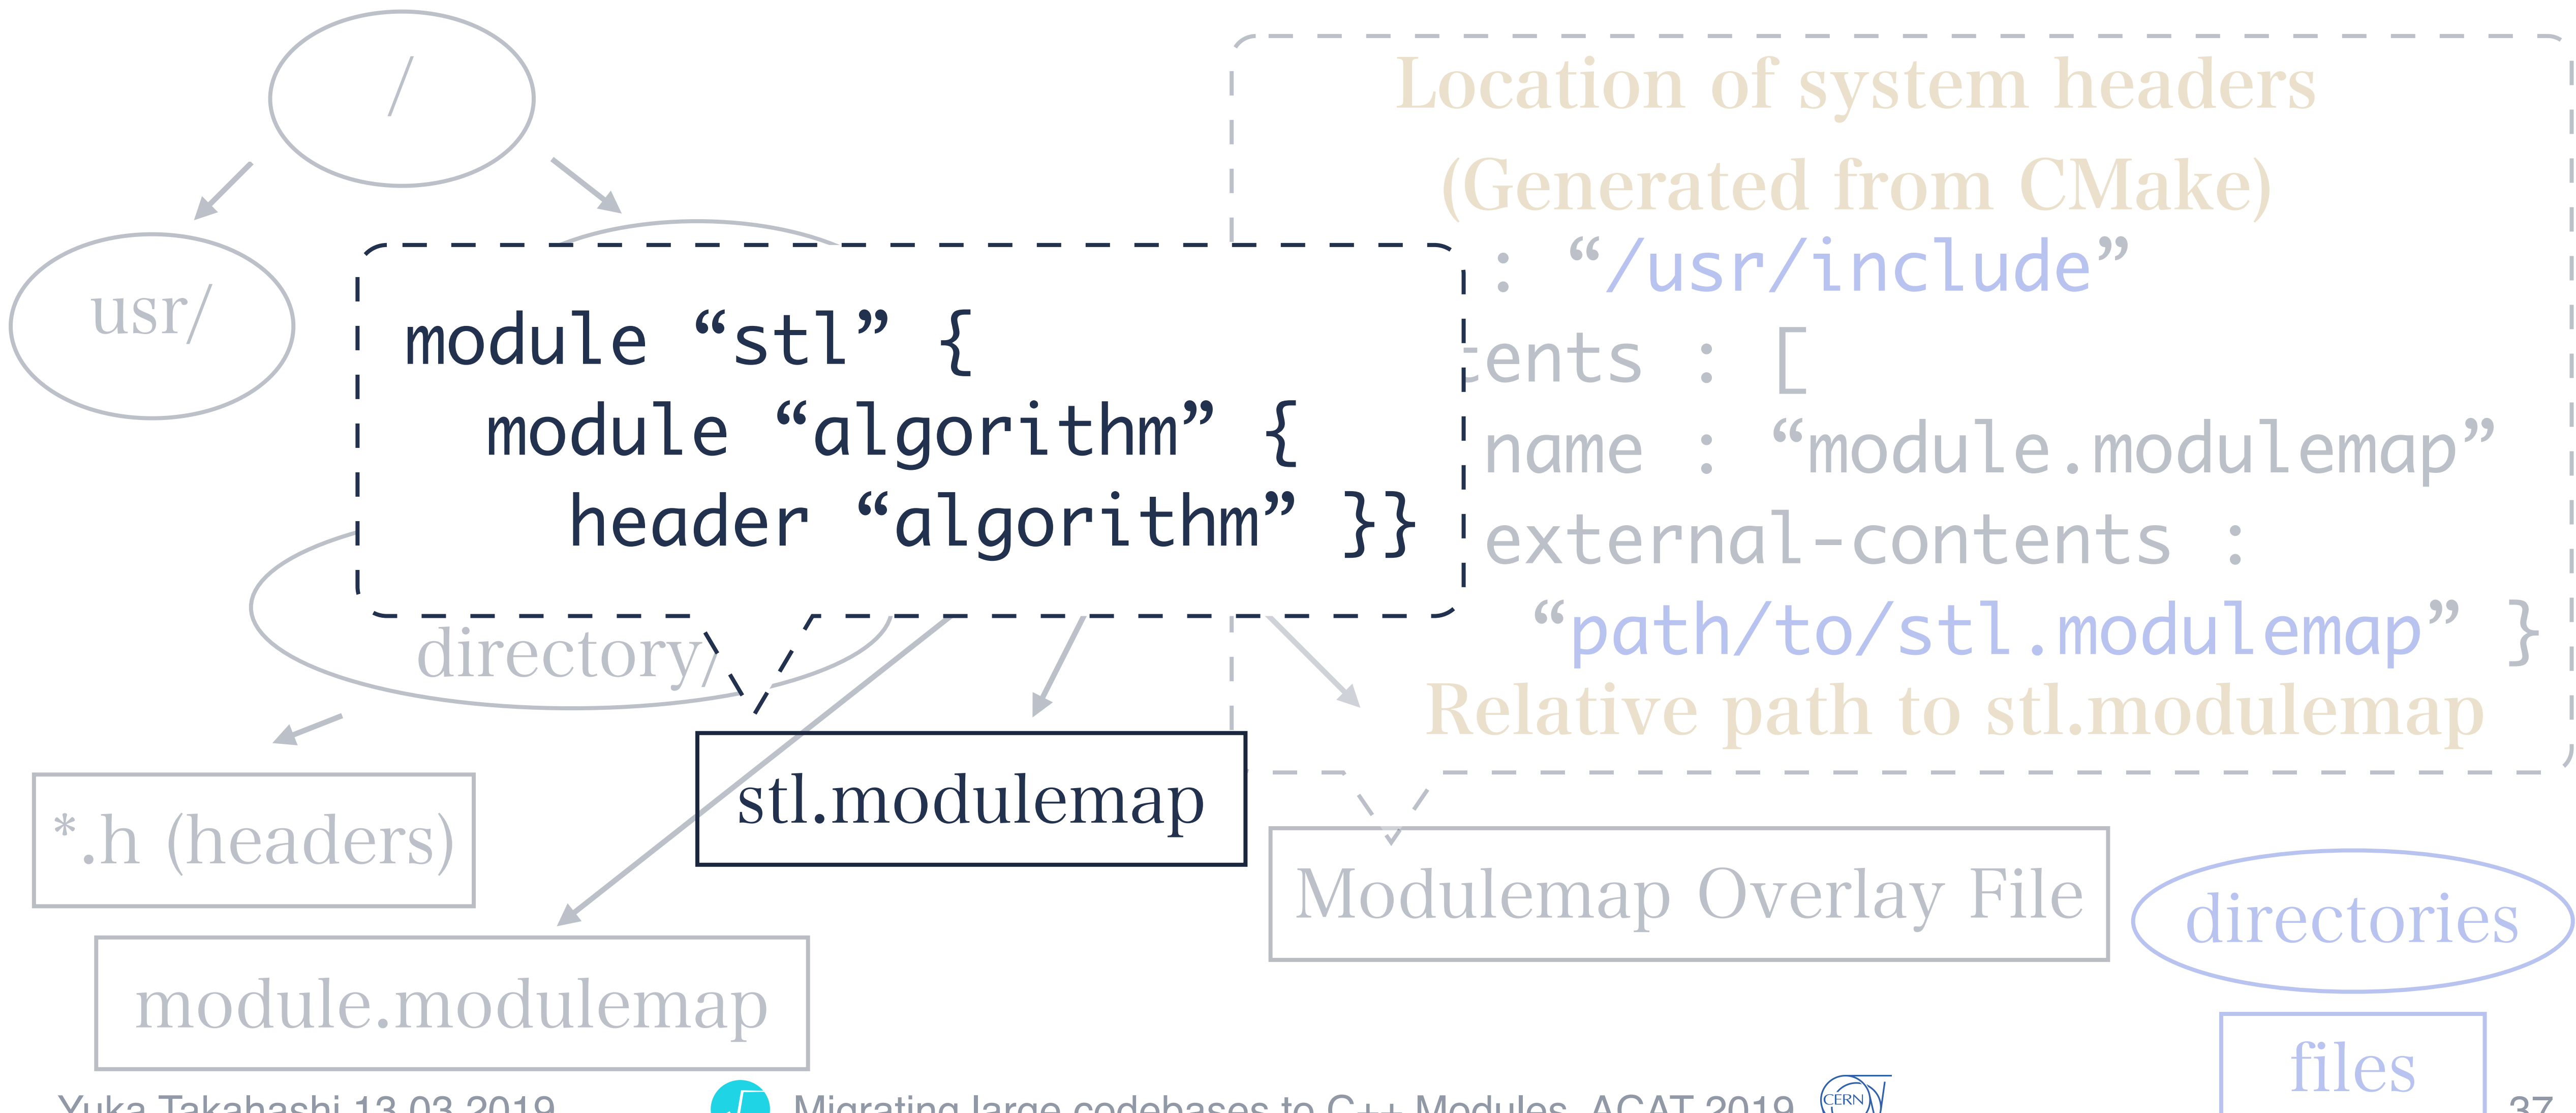 /
usr/
module “stl” {
module “algorithm” {
header “algorithm” }}
directory/
*.h (headers)
stl.modulemap
module.modulemap
Location of system headers
(Generated from CMake)
: “/usr/include”
tents : [
name : “module.modulemap”
external-contents :
“path/to/stl.modulemap” }
Relative path to stl.modulemap
Modulemap Overlay File
directories
files
Yuka Takahashi 13.03.2019
Migrating large codebases to C++ Modules, ACAT 2019
CERN
37